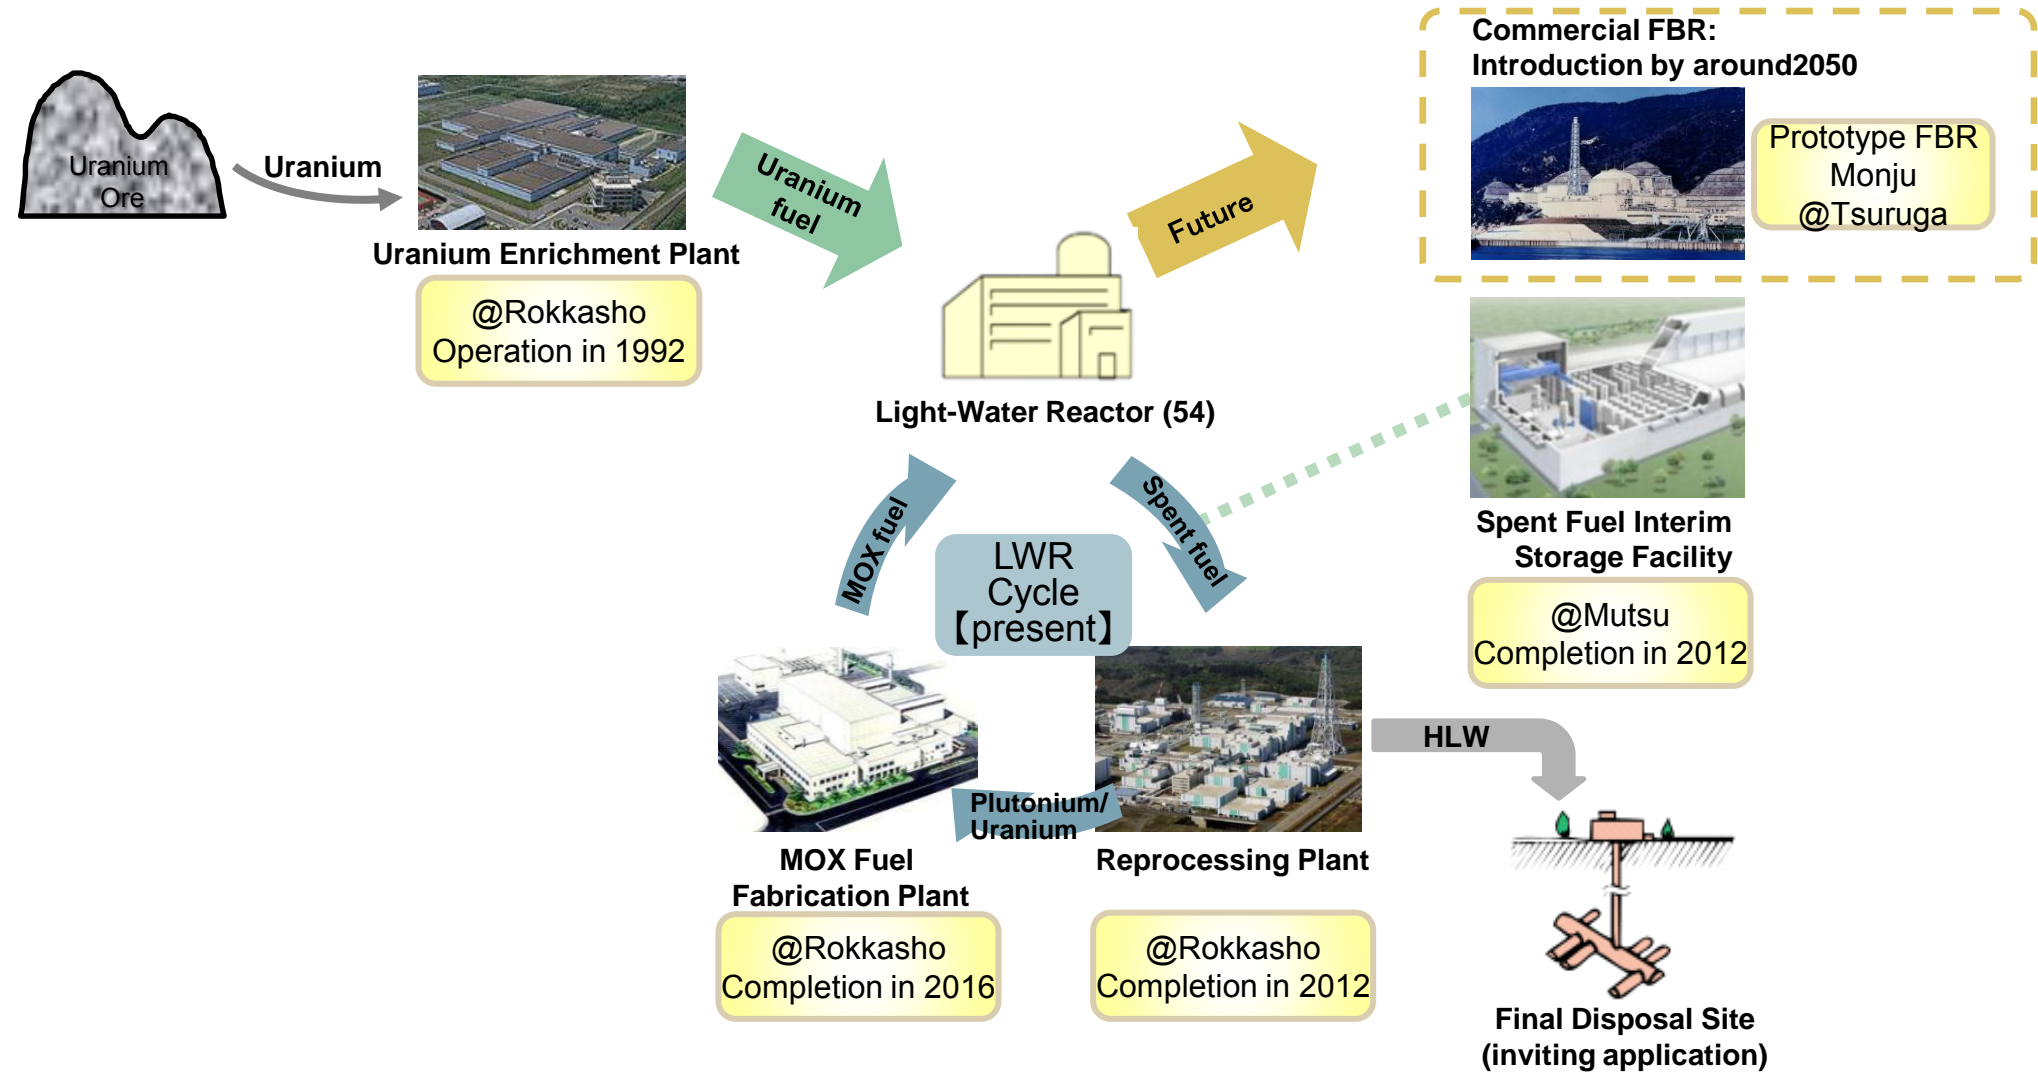 Uranium
Ore
Uranium
Uranium Enrichment Plant
@Rokkasho
Operation in 1992
Uranium
fuel
Light-Water Reactor (54)
Future
Commercial FBR:
Introduction by around2050
Prototype FBR
Monju
@Tsuruga
Spent fuel
Spent Fuel Interim
Storage Facility
@Mutsu
Completion in 2012
MOX fuel
LWR
Cycle
【present】
Plutonium/
Uranium
MOX Fuel
Fabrication Plant
@Rokkasho
Completion in 2016
Reprocessing Plant
@Rokkasho
Completion in 2012
HLW
Final Disposal Site
(inviting application)